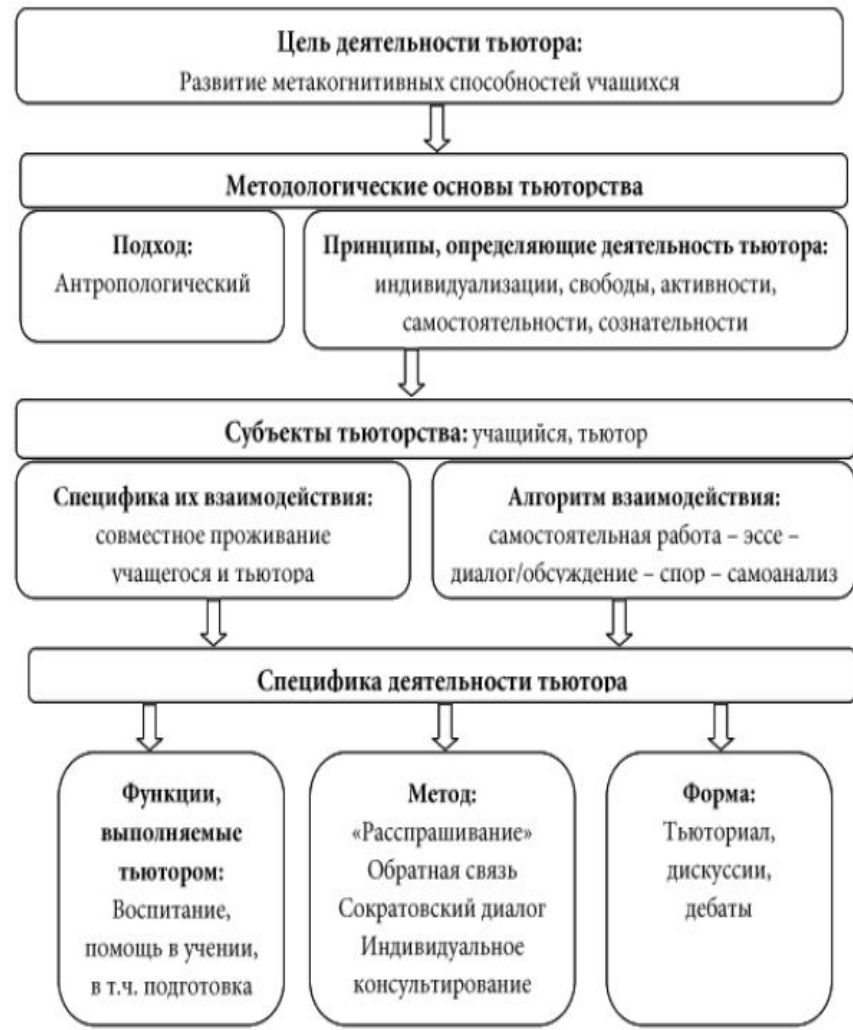 Цель деятельности тьютора:
Развитие метакогнитивных способностей учащихся
Методологические основы тьюторства
Подход:
Антропологический
Принципы, определяющие деятельность тьютора:
индивидуализации, свободы, активности,
самостоятельности, сознательности
Субъекты тьюторства: учащийся, тьютор
Специфика их взаимодействия:
совместное проживание
учащегося и тьютора
Алгоритм взаимодействия:
самостоятельная работа – эссе –
диалог/обсуждение – спор – самоанализ
Специфика деятельности тьютора
Функции,
выполняемые
тьютором:
Воспитание,
помощь в учении,
в т.ч. подготовка
Метод:
«Расспрашивание»
Обратная связь
Сократовский диалог
Индивидуальное
консультирование
Форма:
Тьюториал,
дискуссии,
дебаты